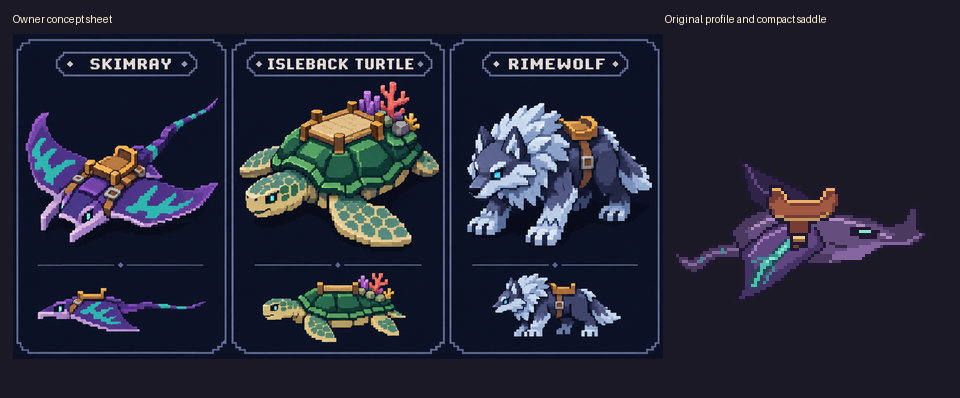 Owner concept sheet
Original profile and compact saddle
SKIMRAY
ISLEBACK TURTLE
RIMEWOLF